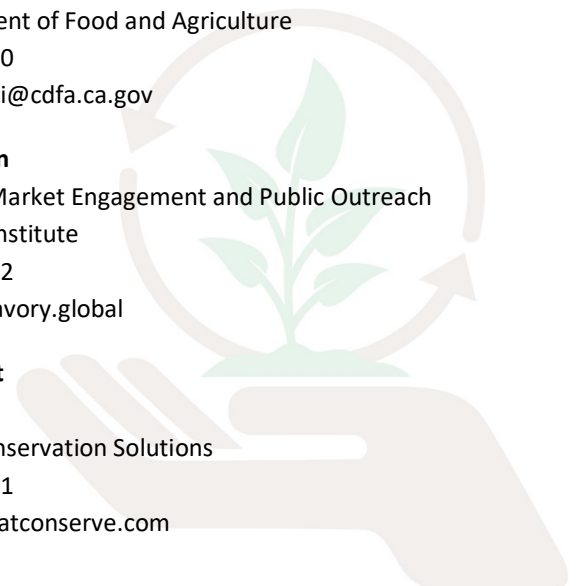 ent of Food and Agriculture
0
i@cdfa.ca.gov
n
Market Engagement and Public Outreach
nstitute
2
avory.global
t
nservation Solutions
1
atconserve.com